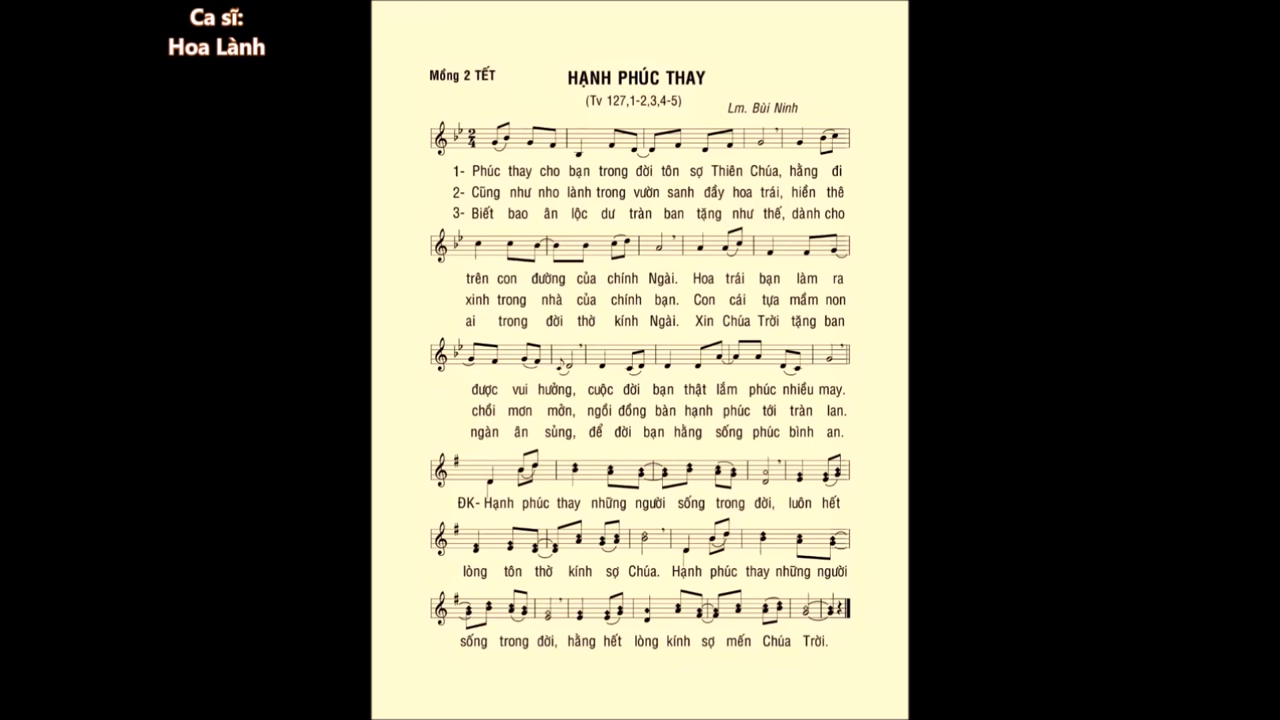 Ca sĩ:
Hoa Lành
Mồng 2 TẾT
HẠNH PHÚC THAY
(Tv 127,1-2,3,4-5)
Lm. Bùi Ninh
1- Phúc thay cho bạn trong đời tôn sợ Thiên Chúa, hằng đi
2- Cũng như nho lành trong vườn sanh đầy hoa trái, hiền thê
3- Biết bao ân lộc dư tràn ban tặng như thế, dành cho
trên con đường của chính Ngài. Hoa trái bạn làm ra
xinh trong nhà của chính bạn. Con cái tựa mầm non
ai trong đời thờ kính Ngài. Xin Chúa Trời tặng ban
được vui hưởng, cuộc đời bạn thật lắm phúc nhiều may.
chồi mơn mởn, ngồi đồng bàn hạnh phúc tới tràn lan.
ngàn ân sủng, để đời bạn hằng sống phúc bình an.
ĐK- Hạnh phúc thay những người sống trong đời, luôn hết
lòng tôn thờ kính sợ Chúa. Hạnh phúc thay những người
sống trong đời, hằng hết lòng kính sợ mến Chúa Trời.